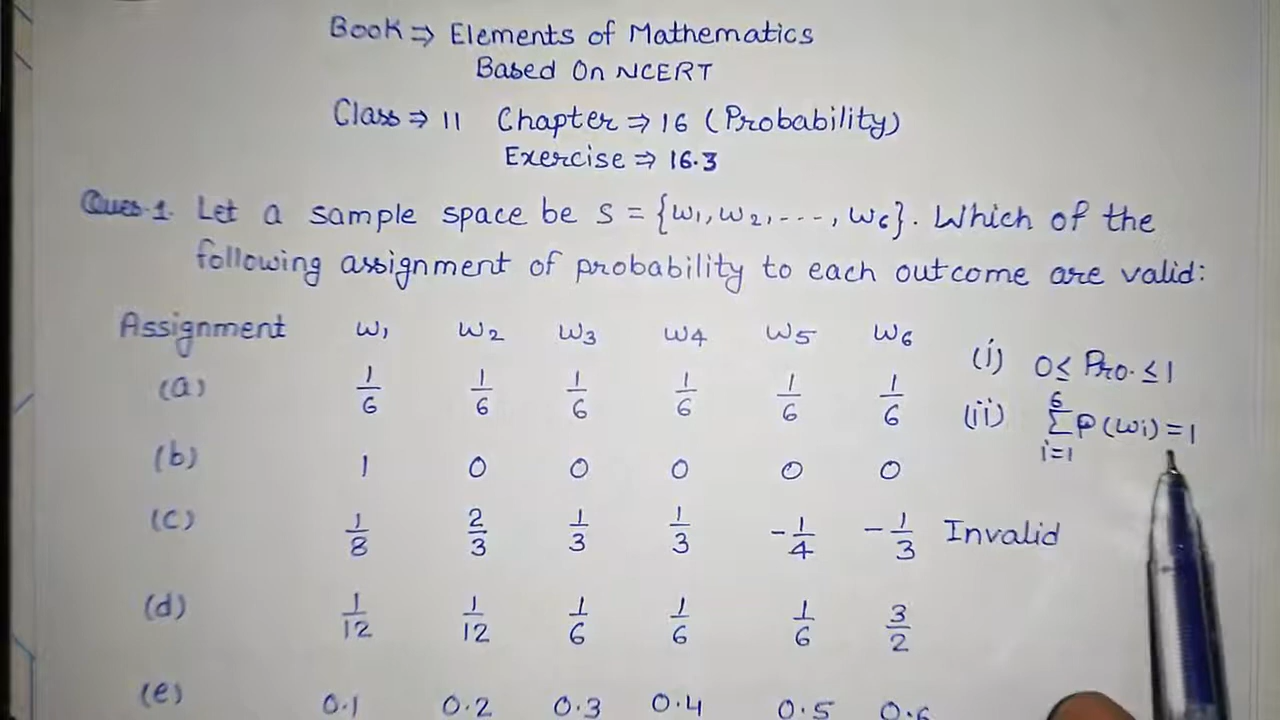 Book ⇒ Elements of Mathematics
Based On NCERT
Class ⇒ 11 Chapter ⇒ 16 (Probability)
Exercise ⇒ 16.3
Ques.1. Let a sample space be S = {ω1, ω2, ----, ω6}. Which of the
following assignment of probability to each outcome are valid:
Assignment ω1 ω2 ω3 ω4 ω5 ω6
(i) 0 ≤ Pro. ≤ 1
(a) 1/6 1/6 1/6 1/6 1/6 1/6
(ii) 6 Σ i=1 P(ωi) = 1
(b) 1 0 0 0 0 0
(c) 1/8 2/3 1/3 1/3 -1/4 -1/3 Invalid
(d) 1/12 1/12 1/6 1/6 1/6 3/2
(e) 0.1 0.2 0.3 0.4 0.5 0.6